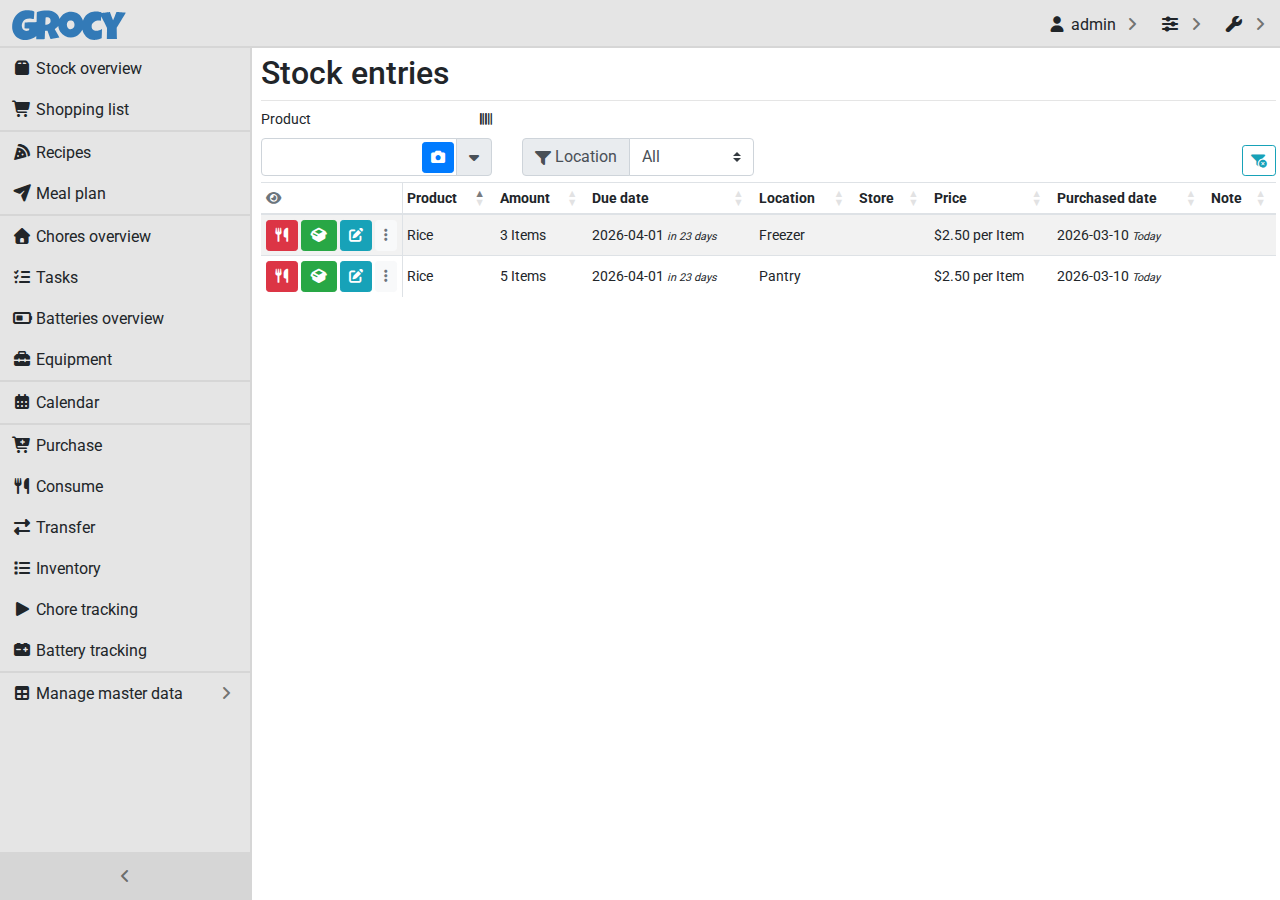 GROCY
admin
Stock overview
Shopping list
Recipes
Meal plan
Chores overview
Tasks
Batteries overview
Equipment
Calendar
Purchase
Consume
Transfer
Inventory
Chore tracking
Battery tracking
Manage master data
Stock entries
Product
Location All
Product Amount Due date Location Store Price Purchased date Note
Rice 3 Items 2026-04-01 in 23 days Freezer $2.50 per Item 2026-03-10 Today
Rice 5 Items 2026-04-01 in 23 days Pantry $2.50 per Item 2026-03-10 Today